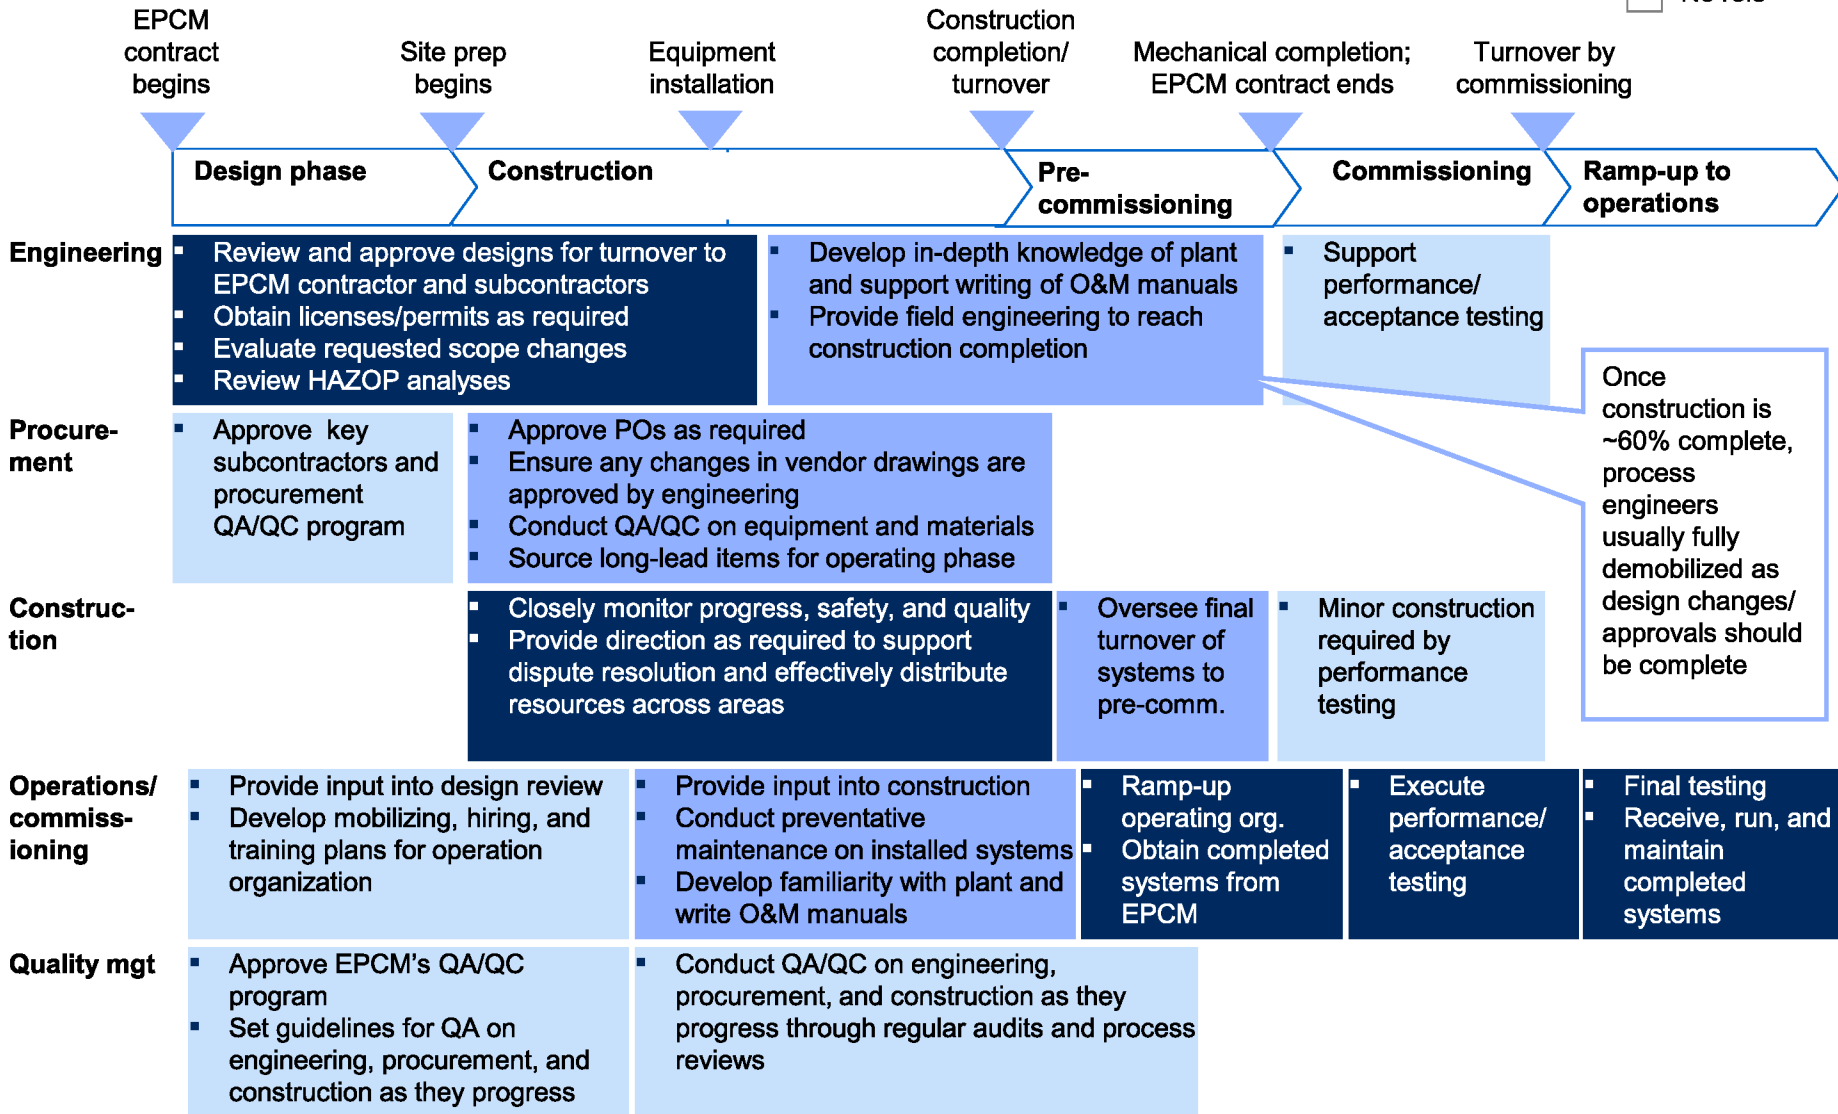 EPCM
contract
begins
Site prep
begins
Equipment
installation
Construction
completion/
turnover
Mechanical completion;
EPCM contract ends
Turnover by
commissioning
Design phase
Construction
Pre-
commissioning
Commissioning
Ramp-up to
operations
Engineering
▪ Review and approve designs for turnover to
EPCM contractor and subcontractors
▪ Obtain licenses/permits as required
▪ Evaluate requested scope changes
▪ Review HAZOP analyses
▪ Develop in-depth knowledge of plant
and support writing of O&M manuals
▪ Provide field engineering to reach
construction completion
▪ Support
performance/
acceptance testing
Once
construction is
~60% complete,
process
engineers
usually fully
demobilized as
design changes/
approvals should
be complete
Procure-
ment
▪ Approve key
subcontractors and
procurement
QA/QC program
▪ Approve POs as required
▪ Ensure any changes in vendor drawings are
approved by engineering
▪ Conduct QA/QC on equipment and materials
▪ Source long-lead items for operating phase
Construc-
tion
▪ Closely monitor progress, safety, and quality
▪ Provide direction as required to support
dispute resolution and effectively distribute
resources across areas
▪ Oversee final
turnover of
systems to
pre-comm.
▪ Minor construction
required by
performance
testing
Operations/
commiss-
ioning
▪ Provide input into design review
▪ Develop mobilizing, hiring, and
training plans for operation
organization
▪ Provide input into construction
▪ Conduct preventative
maintenance on installed systems
▪ Develop familiarity with plant and
write O&M manuals
▪ Ramp-up
operating org.
▪ Obtain completed
systems from
EPCM
▪ Execute
performance/
acceptance
testing
▪ Final testing
▪ Receive, run, and
maintain
completed
systems
Quality mgt
▪ Approve EPCM’s QA/QC
program
▪ Set guidelines for QA on
engineering, procurement, and
construction as they progress
▪ Conduct QA/QC on engineering,
procurement, and construction as they
progress through regular audits and process
reviews